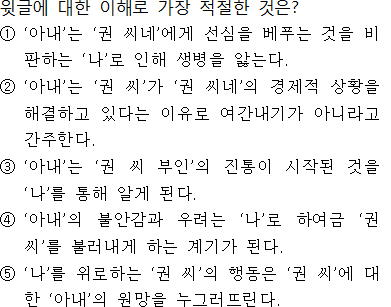 윗글에 대한 이해로 가장 적절한 것은?
① ‘아내’는 ‘권 씨네’에게 선심을 베푸는 것을 비
판하는 ‘나’로 인해 생병을 앓는다.
② ‘아내’는 ‘권 씨’가 ‘권 씨네’의 경제적 상황을
해결하고 있다는 이유로 여간내기가 아니라고
간주한다.
③ ‘아내’는 ‘권 씨 부인’의 진통이 시작된 것을
‘나’를 통해 알게 된다.
④ ‘아내’의 불안감과 우려는 ‘나’로 하여금 ‘권
씨’를 불러내게 하는 계기가 된다.
⑤ ‘나’를 위로하는 ‘권 씨’의 행동은 ‘권 씨’에 대
한 ‘아내’의 원망을 누그러뜨린다.